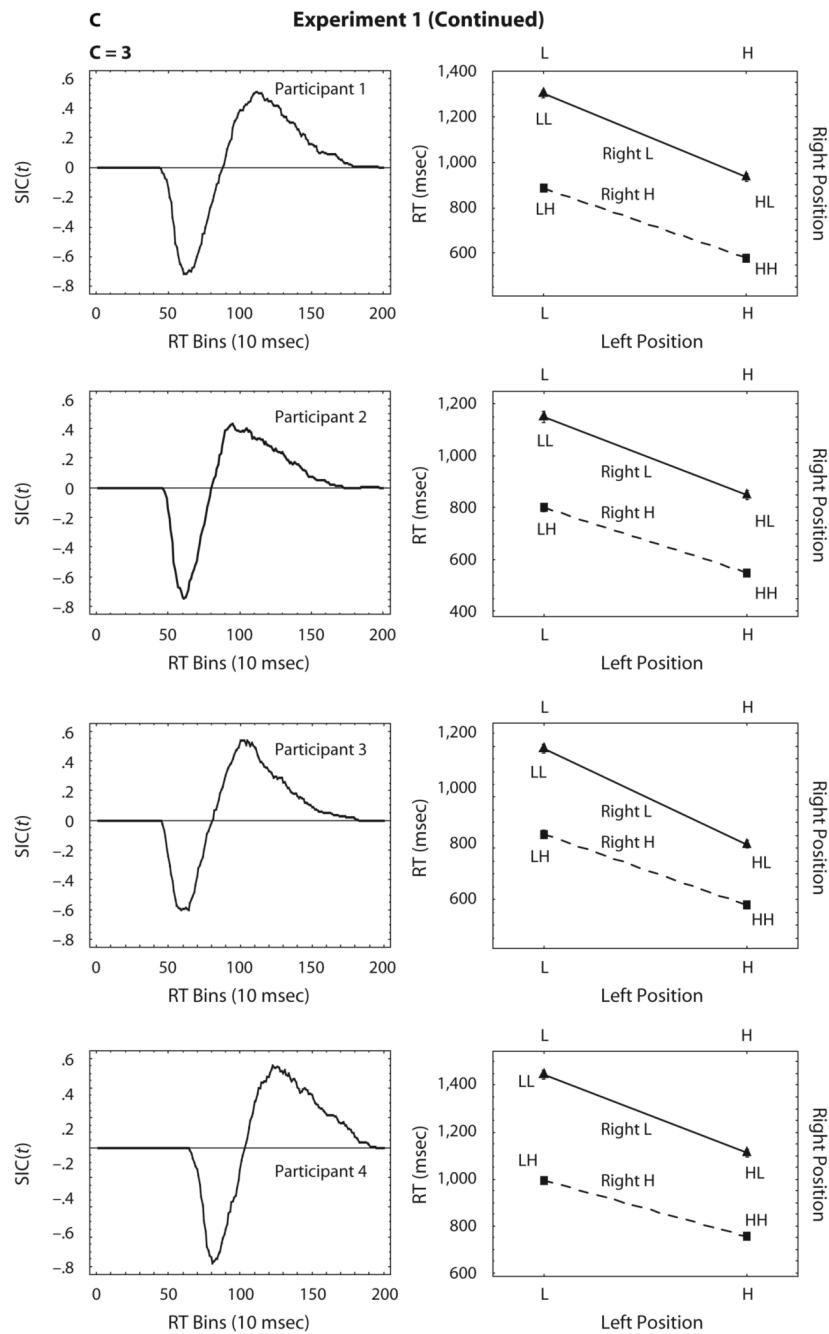 C Experiment 1 (Continued)
C = 3
.6
.4
.2
0
–.2
–.4
–.6
–.8
SIC(t)
Participant 1
0 50 100 150 200
RT Bins (10 msec)
L H
1,400
1,300
1,000
800
600
RT (msec)
LL
Right L
Right H
LH
HL
HH
Right Position
L H
Left Position
.6
.4
.2
0
–.2
–.4
–.6
–.8
SIC(t)
Participant 2
0 50 100 150 200
RT Bins (10 msec)
L H
1,200
1,000
800
600
400
RT (msec)
LL
Right L
Right H
LH
HL
HH
Right Position
L H
Left Position
.6
.4
.2
0
–.2
–.4
–.6
–.8
SIC(t)
Participant 3
0 50 100 150 200
RT Bins (10 msec)
L H
1,200
1,000
800
600
RT (msec)
LL
Right L
Right H
LH
HL
HH
Right Position
L H
Left Position
.6
.4
.2
0
–.2
–.4
–.6
–.8
SIC(t)
Participant 4
0 50 100 150 200
RT Bins (10 msec)
L H
1,400
1,200
1,000
800
600
RT (msec)
LL
Right L
LH
Right H
HL
HH
Right Position
L H
Left Position